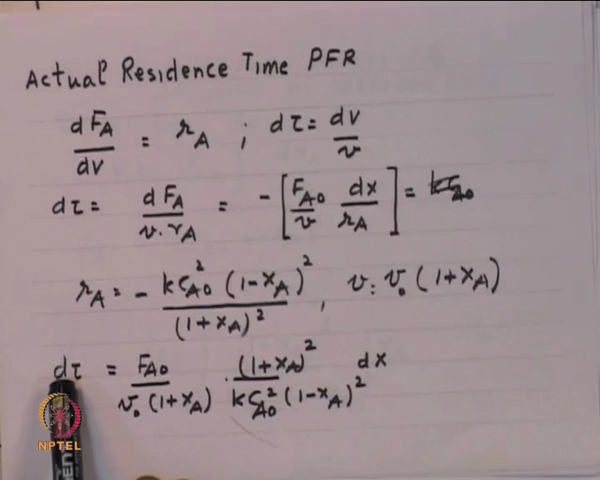 Actual Residence Time PFR
dF_A/dV = r_A ; dτ = dV/v
dτ = dF_A/(v·r_A) = -[F_A0/v dx/r_A] =
r_A = - kC_A0^2 (1-x_A)^2/(1+x_A)^2 , v: v_0 (1+x_A)
dτ = F_A0/(v_0 (1+x_A)) · (1+x_A)^2/(kC_A0^2 (1-x_A)^2) dx
NPTEL